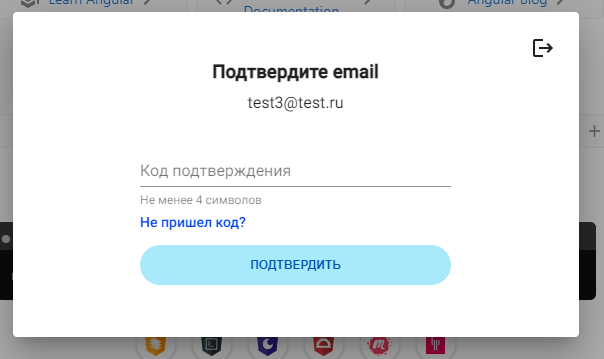 Learn Angular
Documentation
Angular Blog
Подтвердите email
test3@test.ru
Код подтверждения
Не менее 4 символов
Не пришел код?
ПОДТВЕРДИТЬ